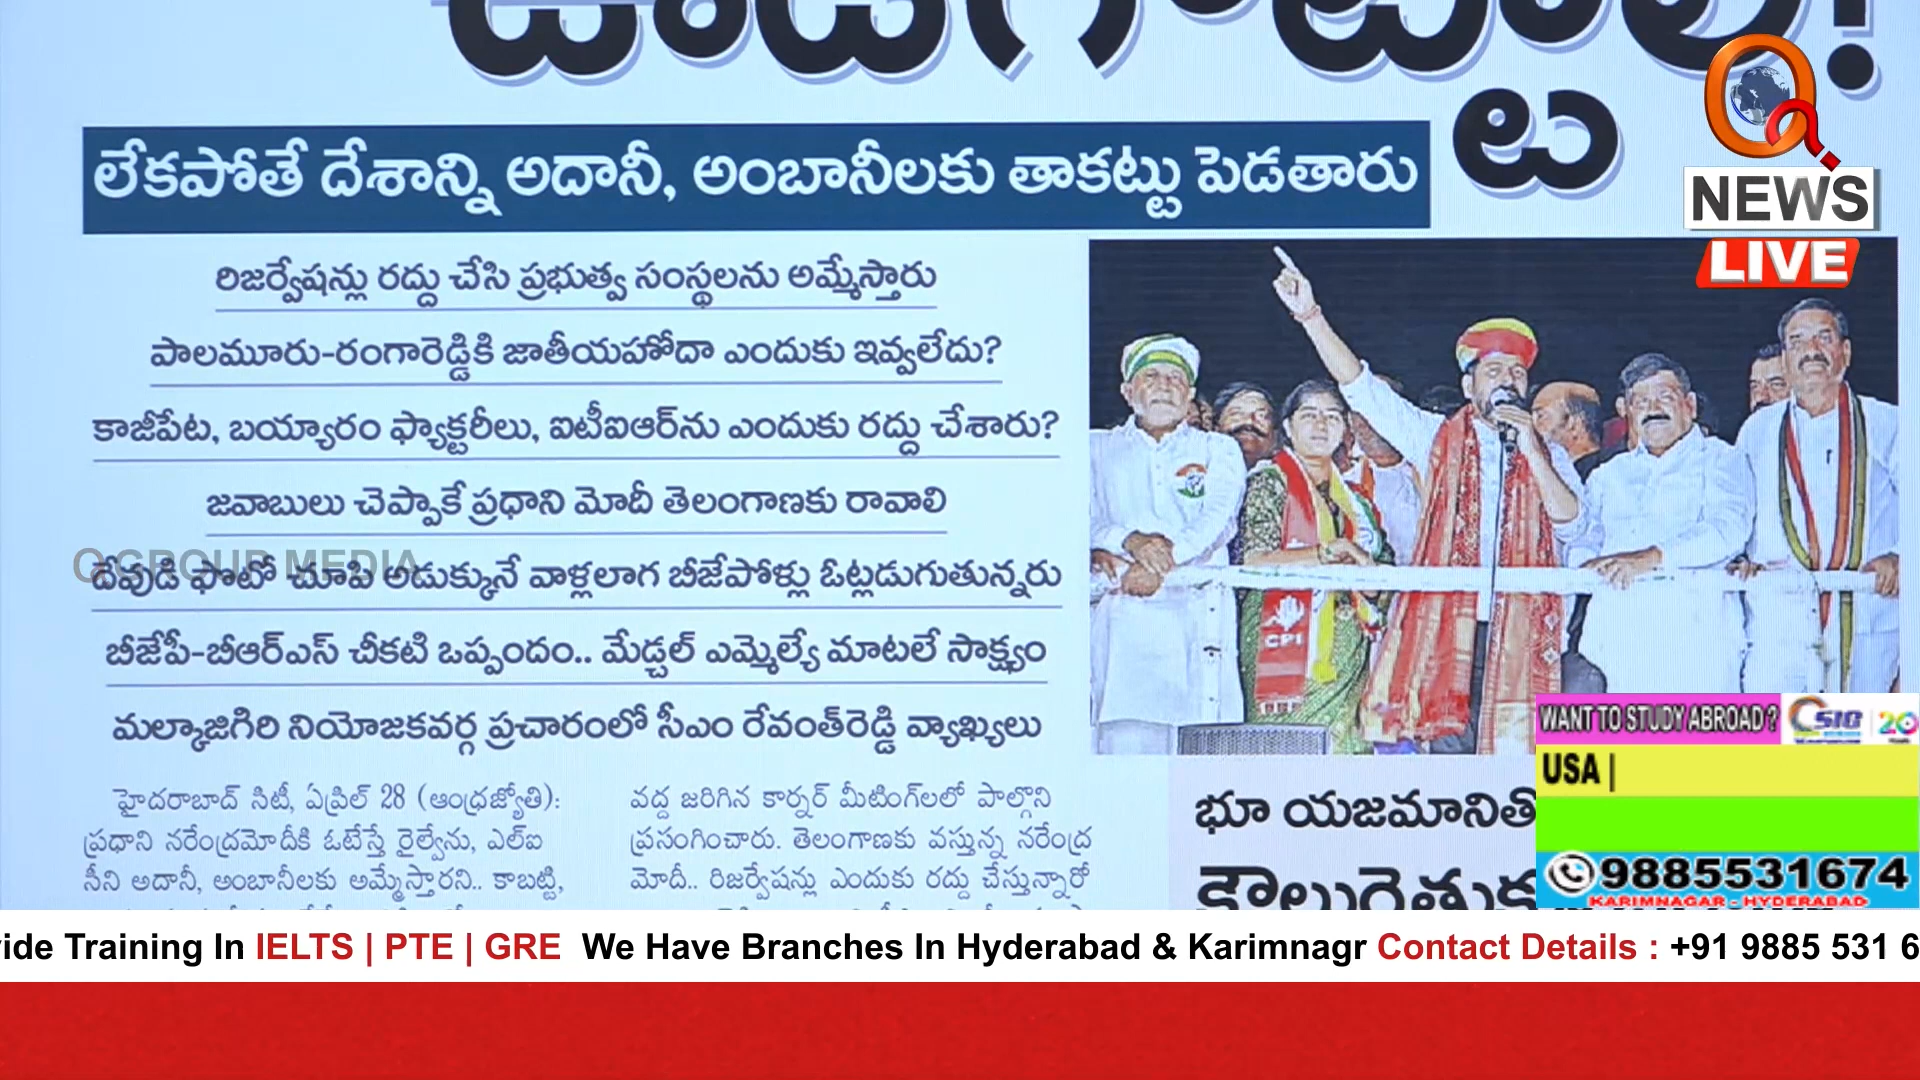 లేకపోతే దేశాన్ని అదానీ, అంబానీలకు తాకట్టు పెడతారు
Q
NEWS
LIVE
రిజర్వేషన్లు రద్దు చేసి ప్రభుత్వ సంస్థలను అమ్మేస్తారు
పాలమూరు-రంగారెడ్డికి జాతీయహోదా ఎందుకు ఇవ్వలేదు?
కాజీపేట, బయ్యారం ఫ్యాక్టరీలు, ఐటీఐఆర్‌ను ఎందుకు రద్దు చేశారు?
జవాబులు చెప్పాకే ప్రధాని మోదీ తెలంగాణకు రావాలి
Q GROUP MEDIA
దేవుడి ఫొటో చూపి అడుక్కునే వాళ్లలాగ బీజేపోళ్లు ఓట్లడుగుతున్నరు
బీజేపీ-బీఆర్ఎస్ చీకటి ఒప్పందం.. మేడ్చల్ ఎమ్మెల్యే మాటలే సాక్ష్యం
మల్కాజిగిరి నియోజకవర్గ ప్రచారంలో సీఎం రేవంత్‌రెడ్డి వ్యాఖ్యలు
హైదరాబాద్ సిటీ, ఏప్రిల్ 28 (ఆంధ్రజ్యోతి):
ప్రధాని నరేంద్రమోదీకి ఓటేస్తే రైల్వేను, ఎల్ఐ
సీని అదానీ, అంబానీలకు అమ్మేస్తారని.. కాబట్టి,
వద్ద జరిగిన కార్నర్ మీటింగ్‌లలో పాల్గొని
ప్రసంగించారు. తెలంగాణకు వస్తున్న నరేంద్ర
మోదీ.. రిజర్వేషన్లు ఎందుకు రద్దు చేస్తున్నారో
CPI
భూ యజమానితో
కౌలురైతుకు
WANT TO STUDY ABROAD?
CSIG
20
USA |
9885531674
KARIMNAGAR - HYDERABAD
vide Training In IELTS | PTE | GRE We Have Branches In Hyderabad & Karimnagr Contact Details : +91 9885 531 6